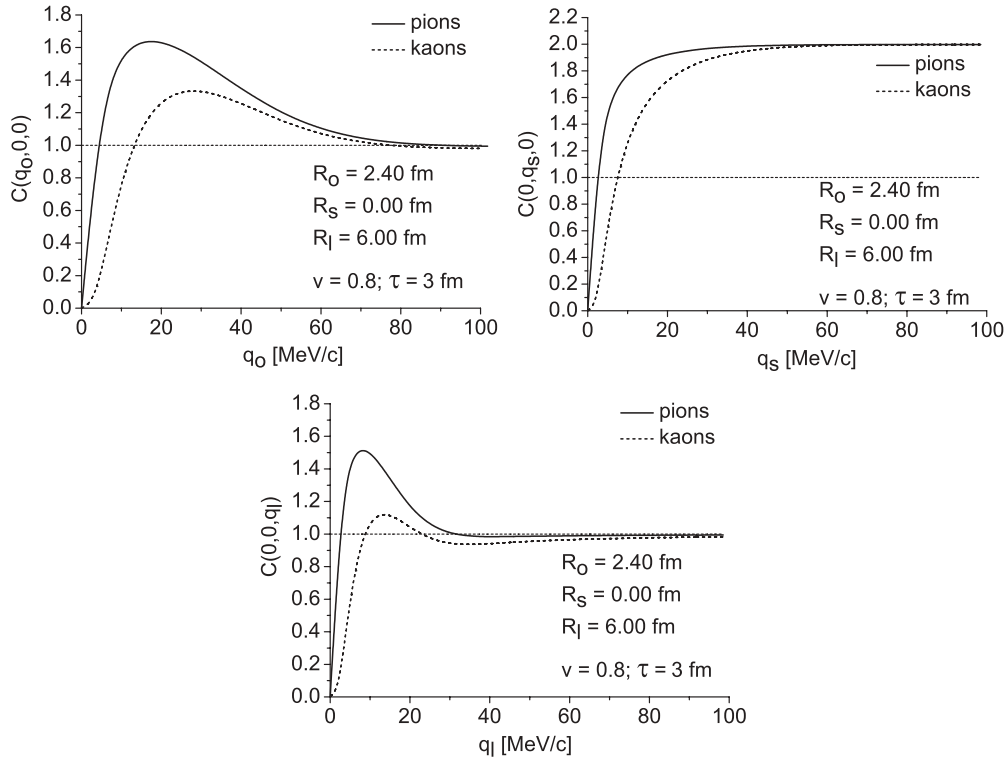 1.8
1.6
1.4
1.2
1.0
0.8
0.6
0.4
0.2
0.0
C(qo,0,0)
pions
kaons
Ro = 2.40 fm
Rs = 0.00 fm
Rl = 6.00 fm
v = 0.8; τ = 3 fm
0 20 40 60 80 100
qo [MeV/c]
2.0
1.8
1.6
1.4
1.2
1.0
0.8
0.6
0.4
0.2
0.0
C(0,qs,0)
pions
kaons
Ro = 2.40 fm
Rs = 0.00 fm
Rl = 6.00 fm
v = 0.8; τ = 3 fm
0 20 40 60 80 100
qs [MeV/c]
1.8
1.6
1.4
1.2
1.0
0.8
0.6
0.4
0.2
0.0
C(0,0,ql)
pions
kaons
Ro = 2.40 fm
Rs = 0.00 fm
Rl = 6.00 fm
v = 0.8; τ = 3 fm
0 20 40 60 80 100
ql [MeV/c]